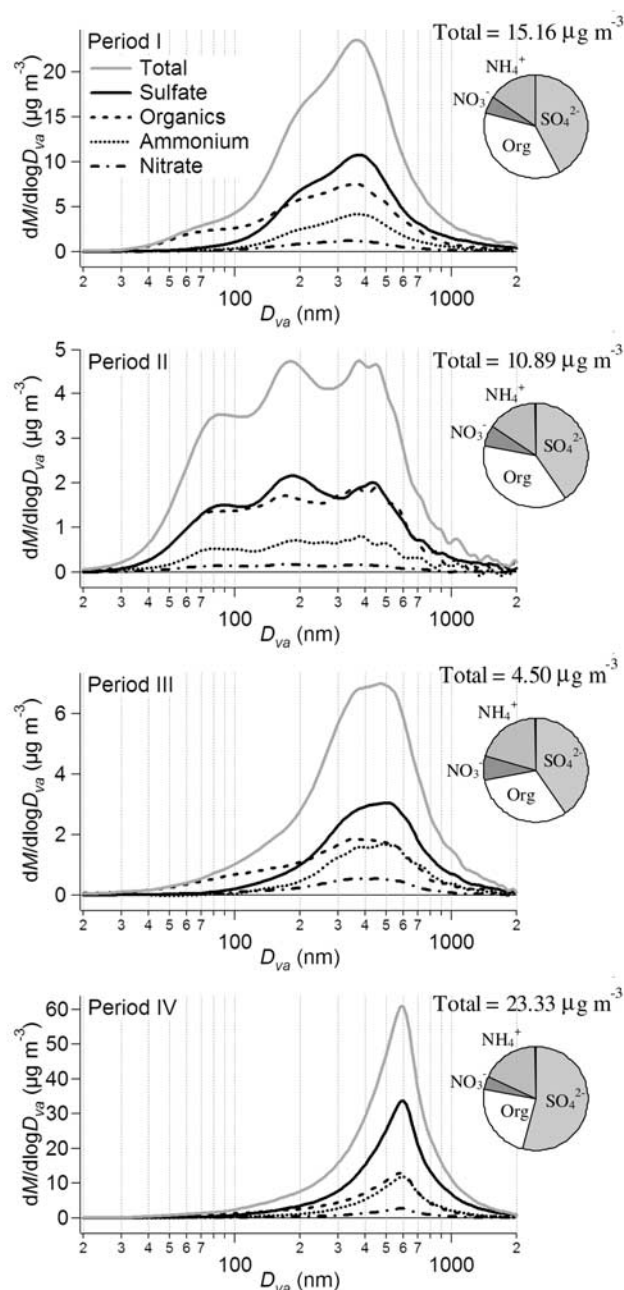 Period I
Total = 15.16 μg m⁻³
Total
Sulfate
Organics
Ammonium
Nitrate
NH₄⁺
NO₃⁻
SO₄²⁻
Org
dM/dlogDva (μg m⁻³)
20
15
10
5
0
2 3 4 5 6 7 100 2 3 4 5 6 7 1000 2
Dva (nm)
Period II
Total = 10.89 μg m⁻³
NH₄⁺
NO₃⁻
SO₄²⁻
Org
dM/dlogDva (μg m⁻³)
5
4
3
2
1
0
2 3 4 5 6 7 100 2 3 4 5 6 7 1000 2
Dva (nm)
Period III
Total = 4.50 μg m⁻³
NH₄⁺
NO₃⁻
SO₄²⁻
Org
dM/dlogDva (μg m⁻³)
6
4
2
0
2 3 4 5 6 7 100 2 3 4 5 6 7 1000 2
Dva (nm)
Period IV
Total = 23.33 μg m⁻³
NH₄⁺
NO₃⁻
SO₄²⁻
Org
dM/dlogDva (μg m⁻³)
60
50
40
30
20
10
0
2 3 4 5 6 7 100 2 3 4 5 6 7 1000 2
Dva (nm)